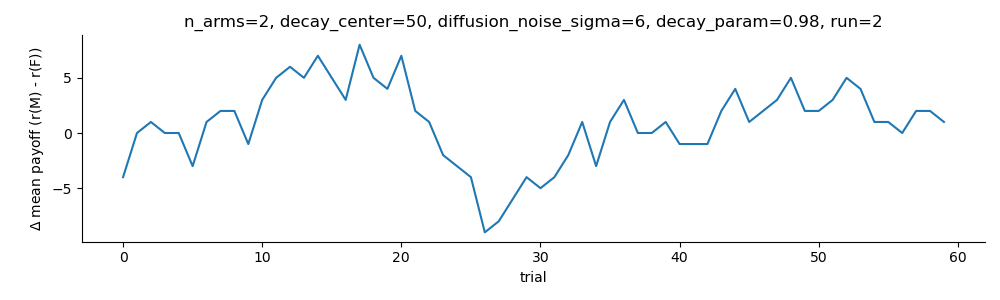 n_arms=2, decay_center=50, diffusion_noise_sigma=6, decay_param=0.98, run=2
Δ mean payoff (r(M) - r(F))
5
0
−5
0 10 20 30 40 50 60
trial